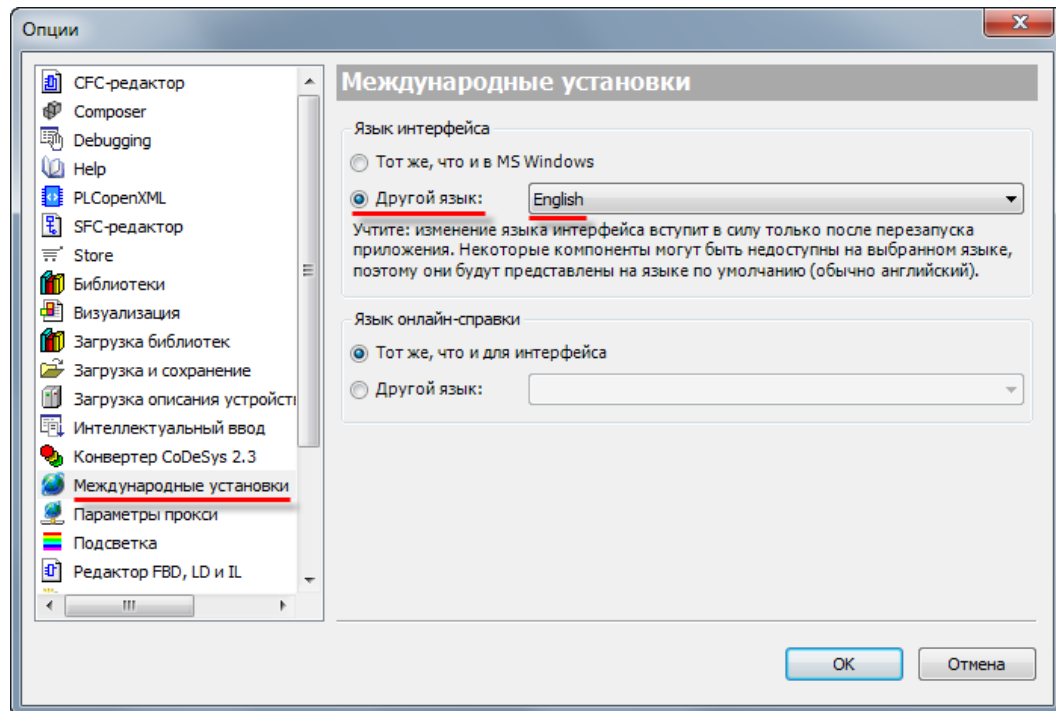 Опции
CFC-редактор
Composer
Debugging
Help
PLCopenXML
SFC-редактор
Store
Библиотеки
Визуализация
Загрузка библиотек
Загрузка и сохранение
Загрузка описания устройст
Интеллектуальный ввод
Конвертер CoDeSys 2.3
Международные установки
Параметры прокси
Подсветка
Редактор FBD, LD и IL
Международные установки
Язык интерфейса
Тот же, что и в MS Windows
Другой язык:
English
Учтите: изменение языка интерфейса вступит в силу только после перезапуска
приложения. Некоторые компоненты могут быть недоступны на выбранном языке,
поэтому они будут представлены на языке по умолчанию (обычно английский).
Язык онлайн-справки
Тот же, что и для интерфейса
Другой язык:
OK
Отмена